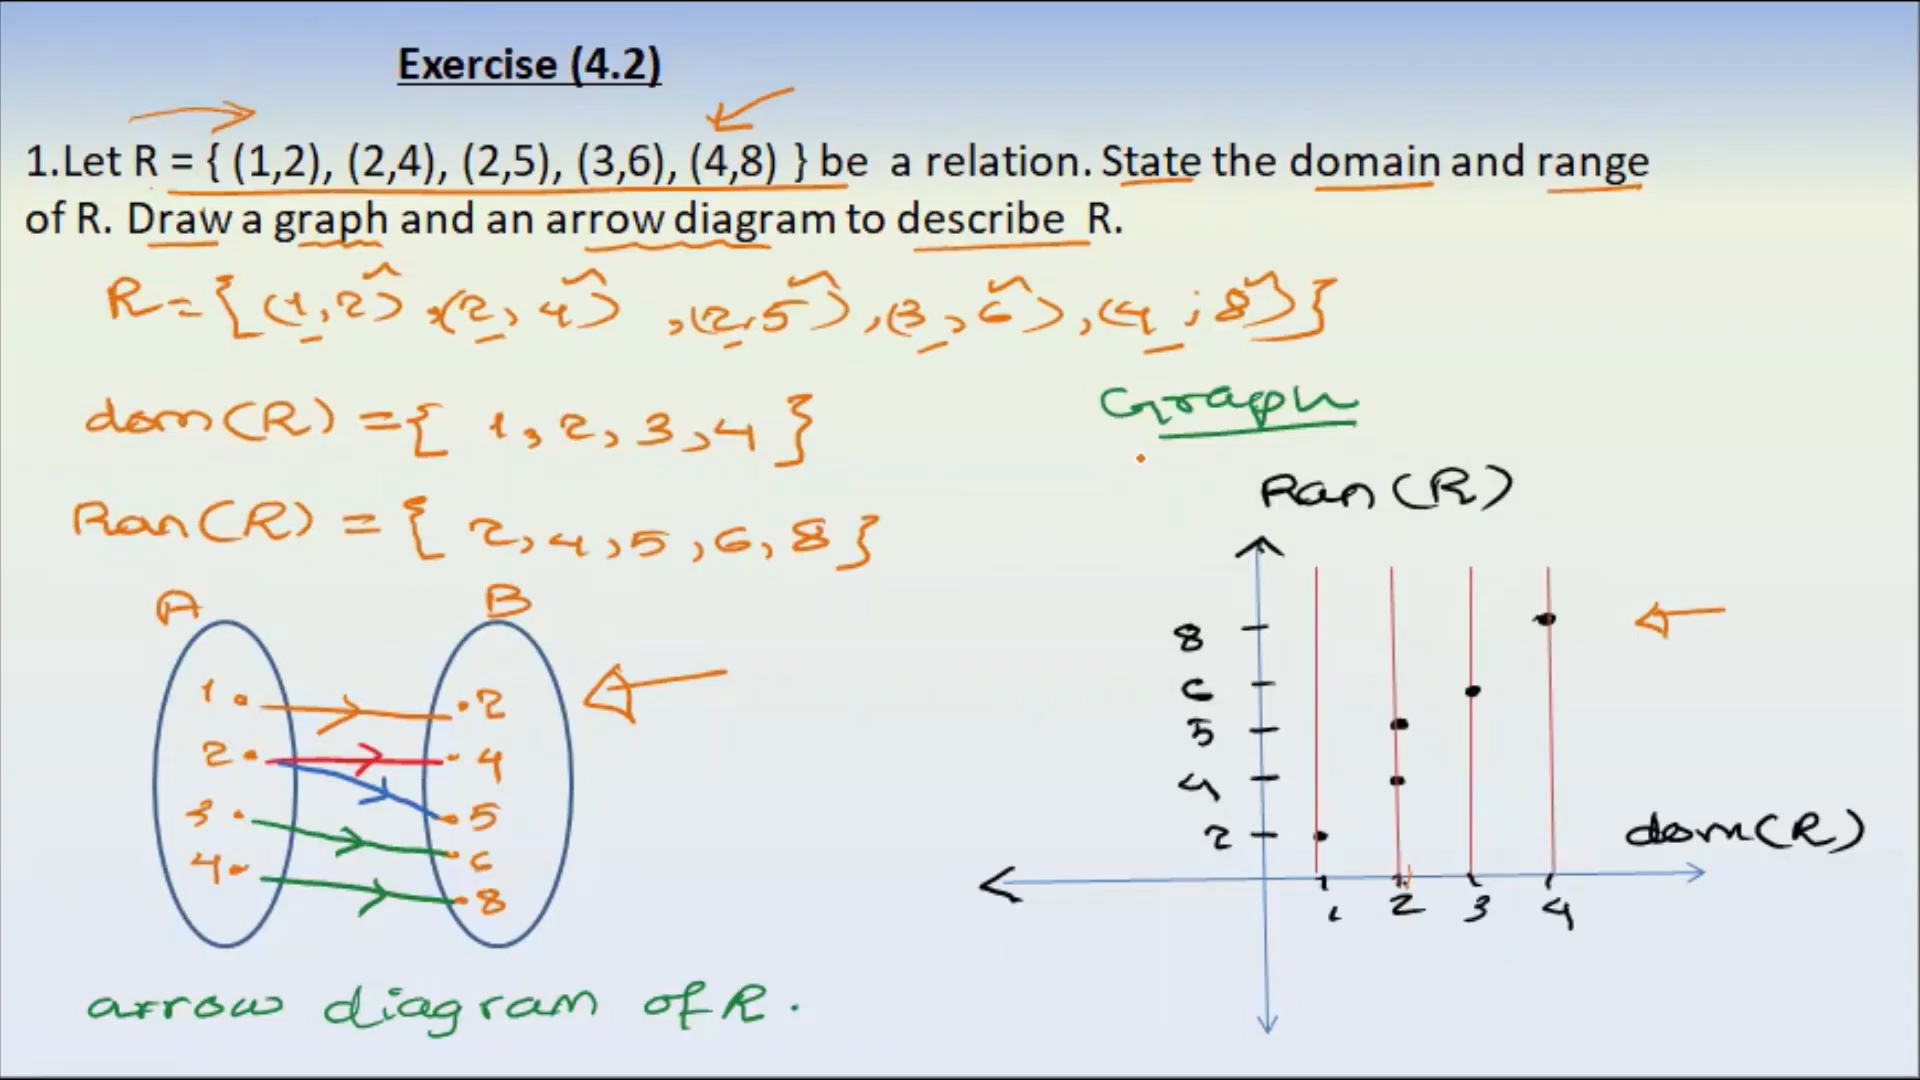 Exercise (4.2)
1.Let R = { (1,2), (2,4), (2,5), (3,6), (4,8) } be a relation. State the domain and range
of R. Draw a graph and an arrow diagram to describe R.
R = { (1,2) , (2, 4) , (2,5) , (3, 6) , (4 , 8) }
dom(R) = { 1, 2, 3, 4 }
Ran(R) = { 2, 4, 5, 6, 8 }
A B
1 2
2 4
3 5
4 6
8
arrow diagram of R.
Graph
Ran(R)
8
6
5
4
2
dom(R)
1 2 3 4